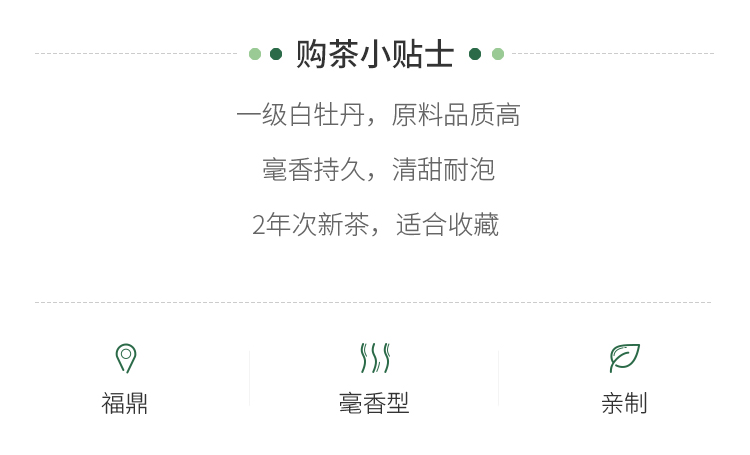 购茶小贴士
一级白牡丹，原料品质高
毫香持久，清甜耐泡
2年次新茶，适合收藏
福鼎
毫香型
亲制